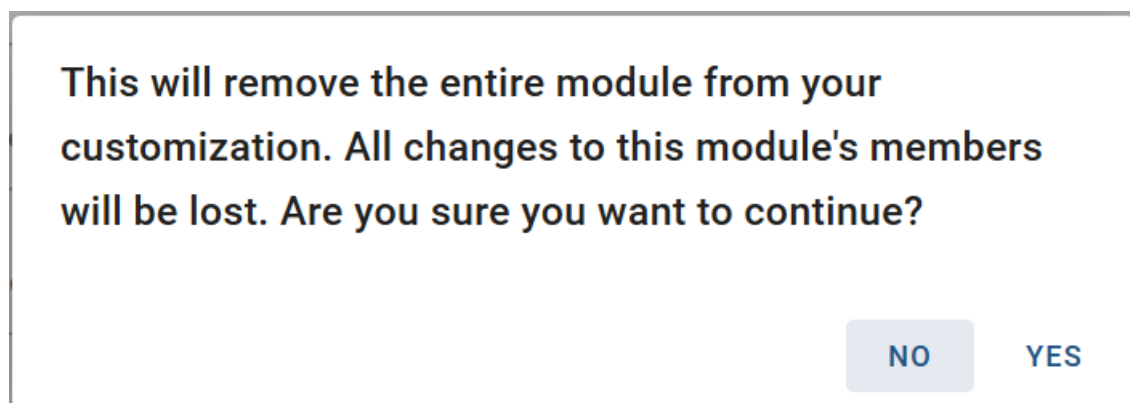 This will remove the entire module from your
customization. All changes to this module's members
will be lost. Are you sure you want to continue?
NO YES